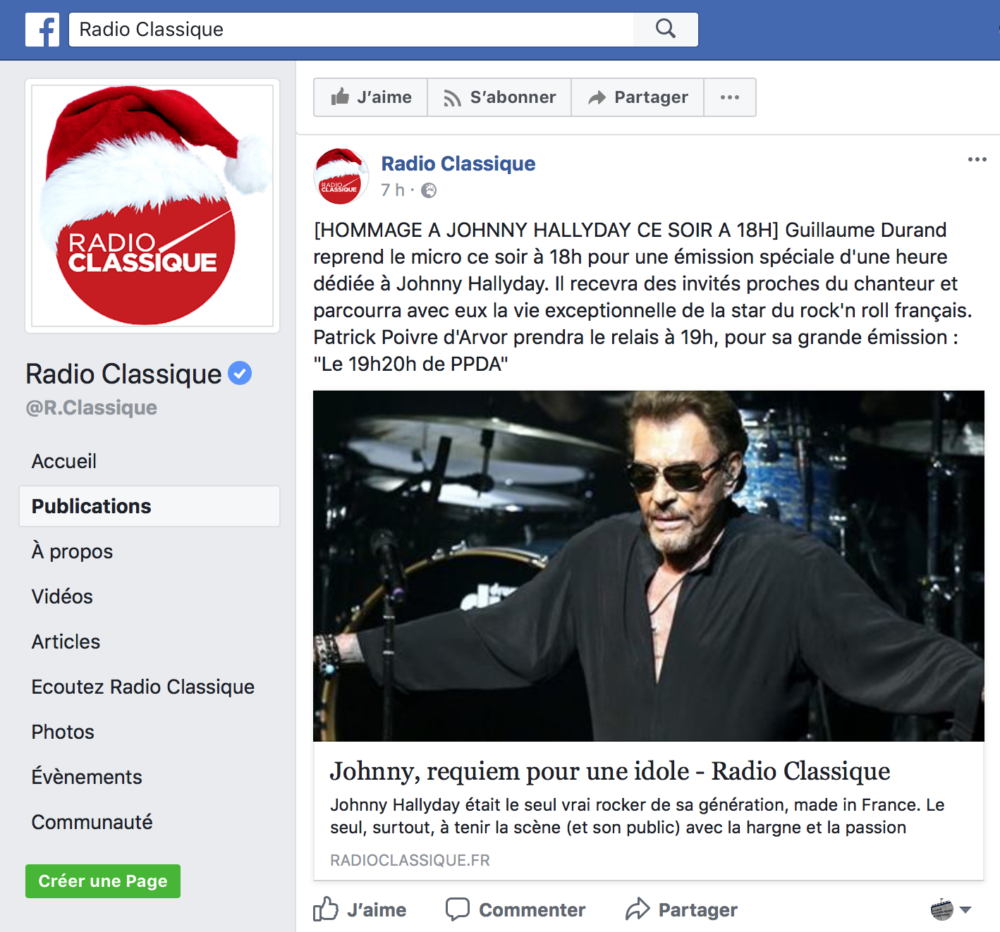 Radio Classique
J'aime
S'abonner
Partager
RADIO
CLASSIQUE
Radio Classique
@R.Classique
Accueil
Publications
À propos
Vidéos
Articles
Ecoutez Radio Classique
Photos
Évènements
Communauté
Créer une Page
RADIO
CLASSIQUE
Radio Classique
7 h
[HOMMAGE A JOHNNY HALLYDAY CE SOIR A 18H] Guillaume Durand
reprend le micro ce soir à 18h pour une émission spéciale d'une heure
dédiée à Johnny Hallyday. Il recevra des invités proches du chanteur et
parcourra avec eux la vie exceptionnelle de la star du rock'n roll français.
Patrick Poivre d'Arvor prendra le relais à 19h, pour sa grande émission :
"Le 19h20h de PPDA"
Johnny, requiem pour une idole - Radio Classique
Johnny Hallyday était le seul vrai rocker de sa génération, made in France. Le
seul, surtout, à tenir la scène (et son public) avec la hargne et la passion
RADIOCLASSIQUE.FR
J'aime
Commenter
Partager